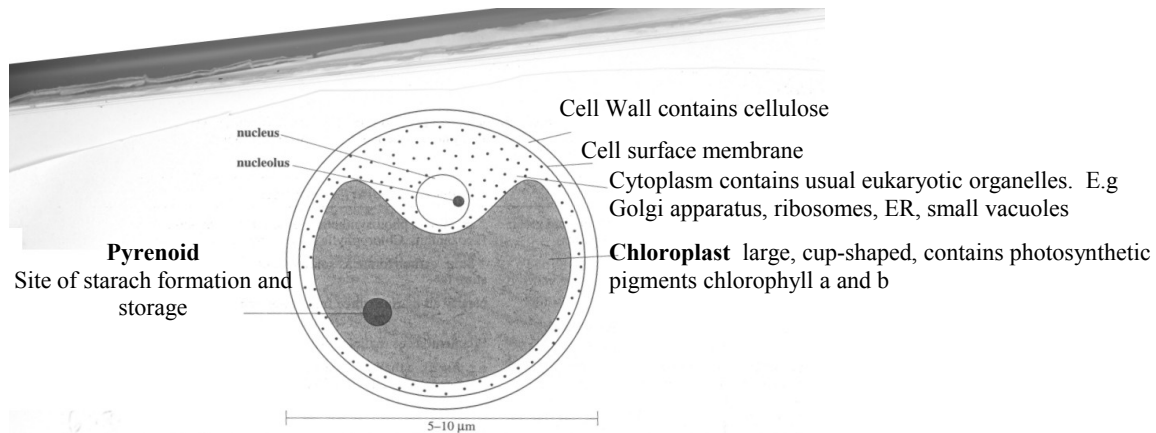 Cell Wall contains cellulose
nucleus
nucleolus
Cell surface membrane
Cytoplasm contains usual eukaryotic organelles. E.g
Golgi apparatus, ribosomes, ER, small vacuoles
Pyrenoid
Site of starach formation and
storage
Chloroplast large, cup-shaped, contains photosynthetic
pigments chlorophyll a and b
5–10 μm